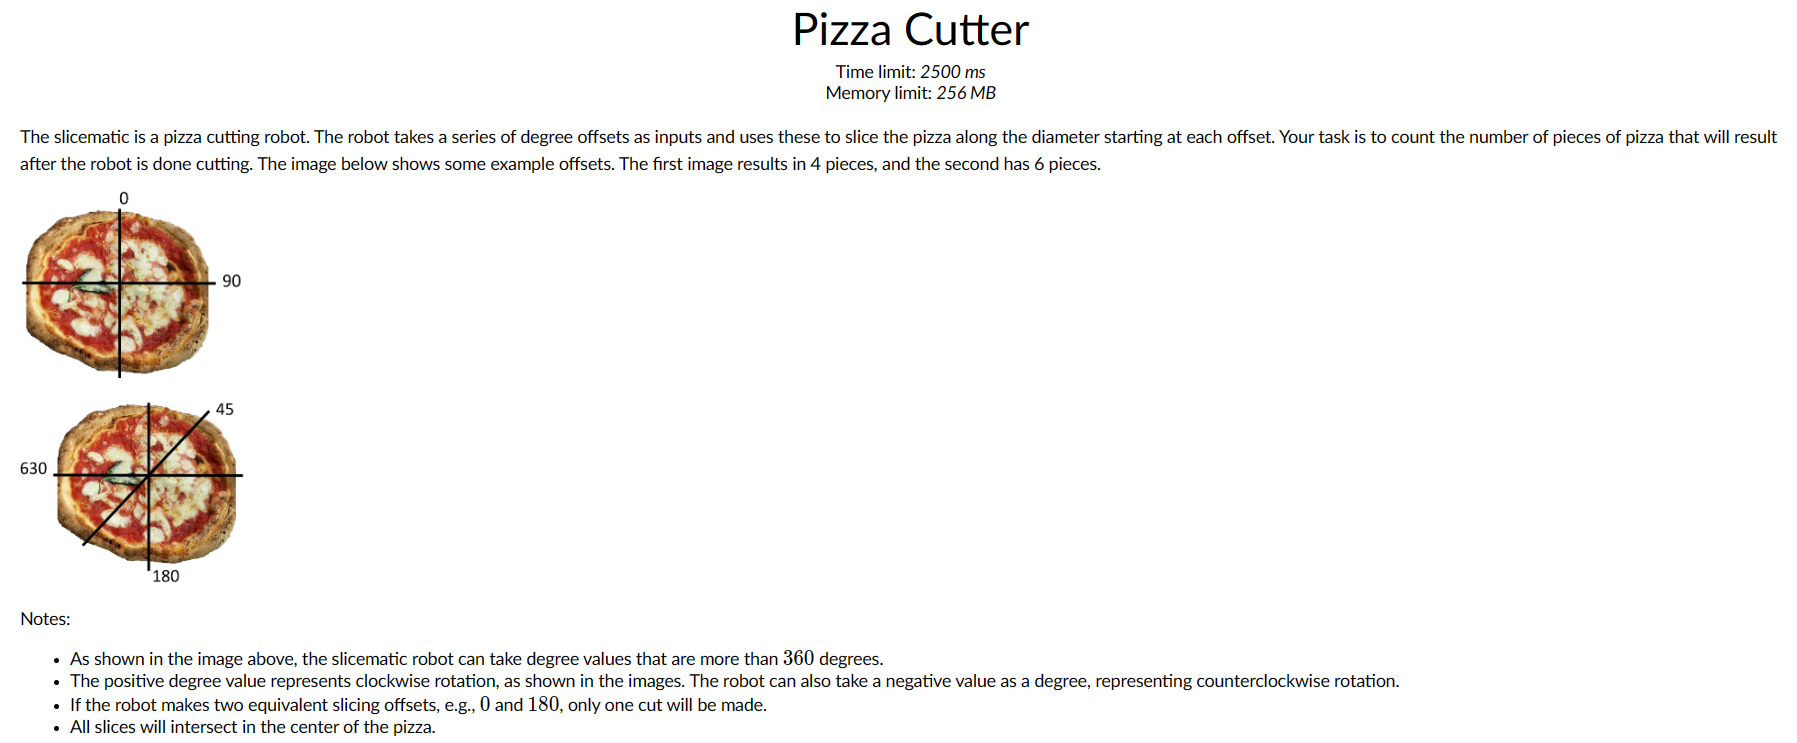 Pizza Cutter
Time limit: 2500 ms
Memory limit: 256 MB
The slicematic is a pizza cutting robot. The robot takes a series of degree offsets as inputs and uses these to slice the pizza along the diameter starting at each offset. Your task is to count the number of pieces of pizza that will result
after the robot is done cutting. The image below shows some example offsets. The first image results in 4 pieces, and the second has 6 pieces.
0
90
45
630
180
Notes:
• As shown in the image above, the slicematic robot can take degree values that are more than 360 degrees.
• The positive degree value represents clockwise rotation, as shown in the images. The robot can also take a negative value as a degree, representing counterclockwise rotation.
• If the robot makes two equivalent slicing offsets, e.g., 0 and 180, only one cut will be made.
• All slices will intersect in the center of the pizza.